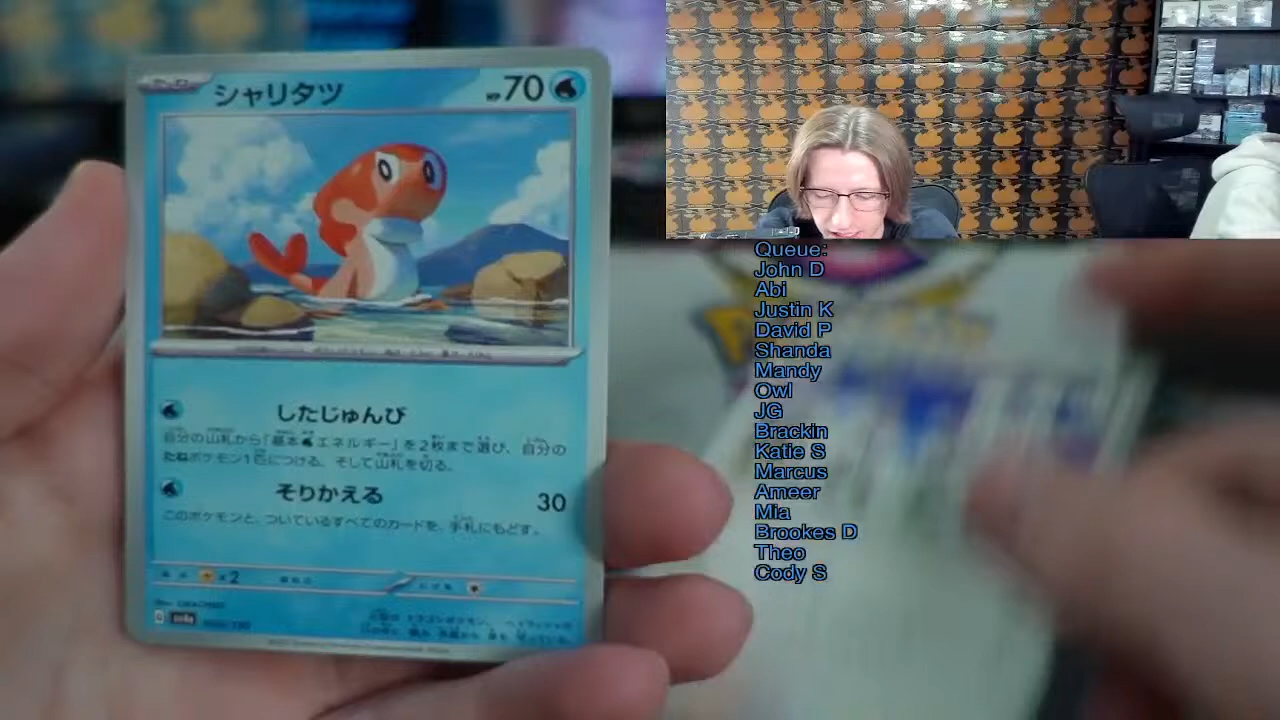 シャリタツ
HP70
したじゅんび
自分の山札から「基本エネルギー」を2枚まで選び、自分の
たねポケモン1匹につける。そして山札を切る。
そりかえる 30
このポケモンと、ついているすべてのカードを、手札にもどす。
×2
Queue:
John D
Abi
Justin K
David P
Shanda
Mandy
Owl
JG
Brackin
Katie S
Marcus
Ameer
Mia
Brookes D
Theo
Cody S